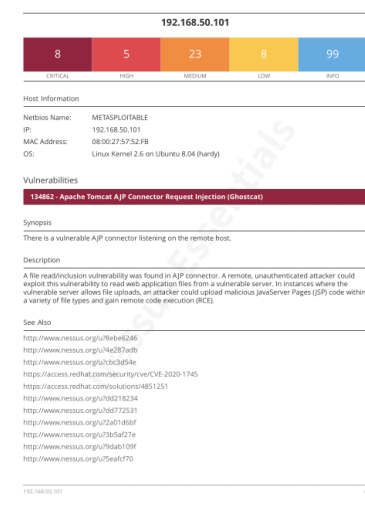 192.168.50.101
8 5 23 8 99
CRITICAL HIGH MEDIUM LOW INFO
Host Information
Netbios Name: METASPLOITABLE
IP: 192.168.50.101
MAC Address: 08:00:27:57:52:FB
OS: Linux Kernel 2.6 on Ubuntu 8.04 (hardy)
Vulnerabilities
134862 - Apache Tomcat AJP Connector Request Injection (Ghostcat)
Synopsis
There is a vulnerable AJP connector listening on the remote host.
Description
A file read/inclusion vulnerability was found in AJP connector. A remote, unauthenticated attacker could
exploit this vulnerability to read web application files from a vulnerable server. In instances where the
vulnerable server allows file uploads, an attacker could upload malicious JavaServer Pages (JSP) code within
a variety of file types and gain remote code execution (RCE).
See Also
http://www.nessus.org/u?8ebe6246
http://www.nessus.org/u?4e287adb
http://www.nessus.org/u?cbc3d54e
https://access.redhat.com/security/cve/CVE-2020-1745
https://access.redhat.com/solutions/4851251
http://www.nessus.org/u?dd218234
http://www.nessus.org/u?dd772531
http://www.nessus.org/u?2a01d6bf
http://www.nessus.org/u?3b5af27e
http://www.nessus.org/u?9dab109f
http://www.nessus.org/u?5eafcf70
192.168.50.101